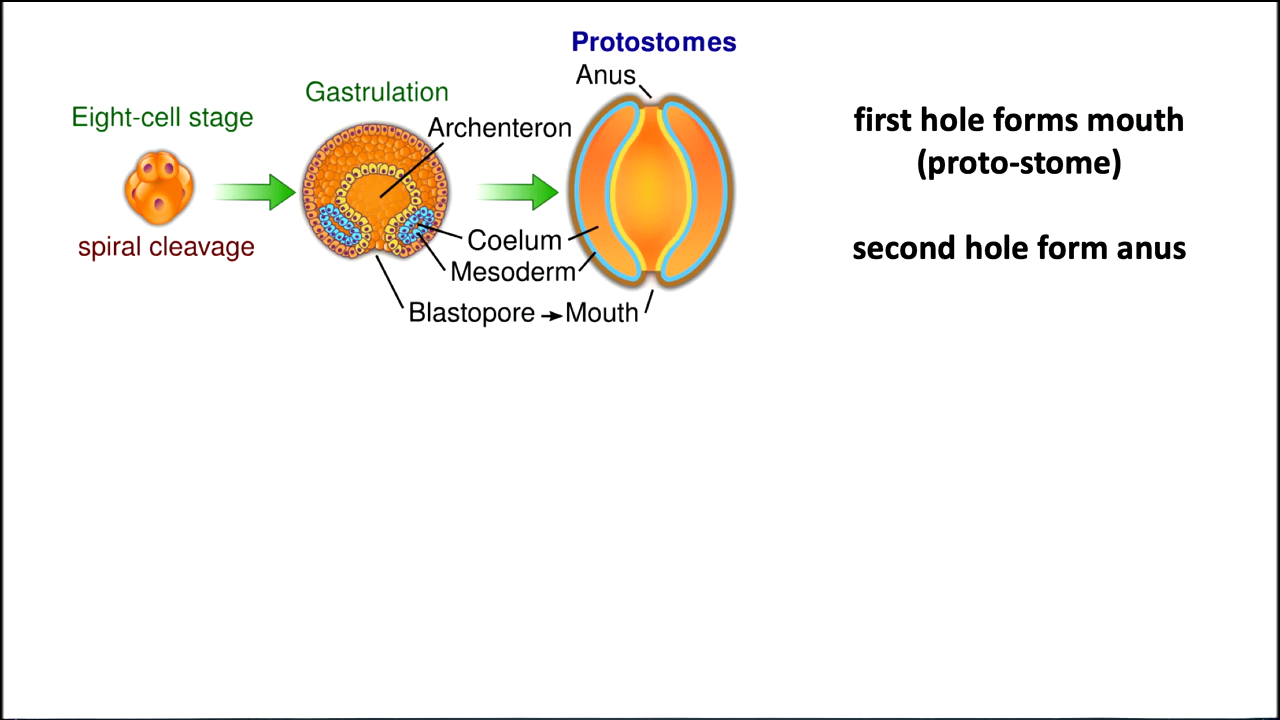 Protostomes
Anus
Gastrulation
Eight-cell stage
Archenteron
first hole forms mouth
(proto-stome)
spiral cleavage
Coelum
second hole form anus
Mesoderm
Blastopore → Mouth